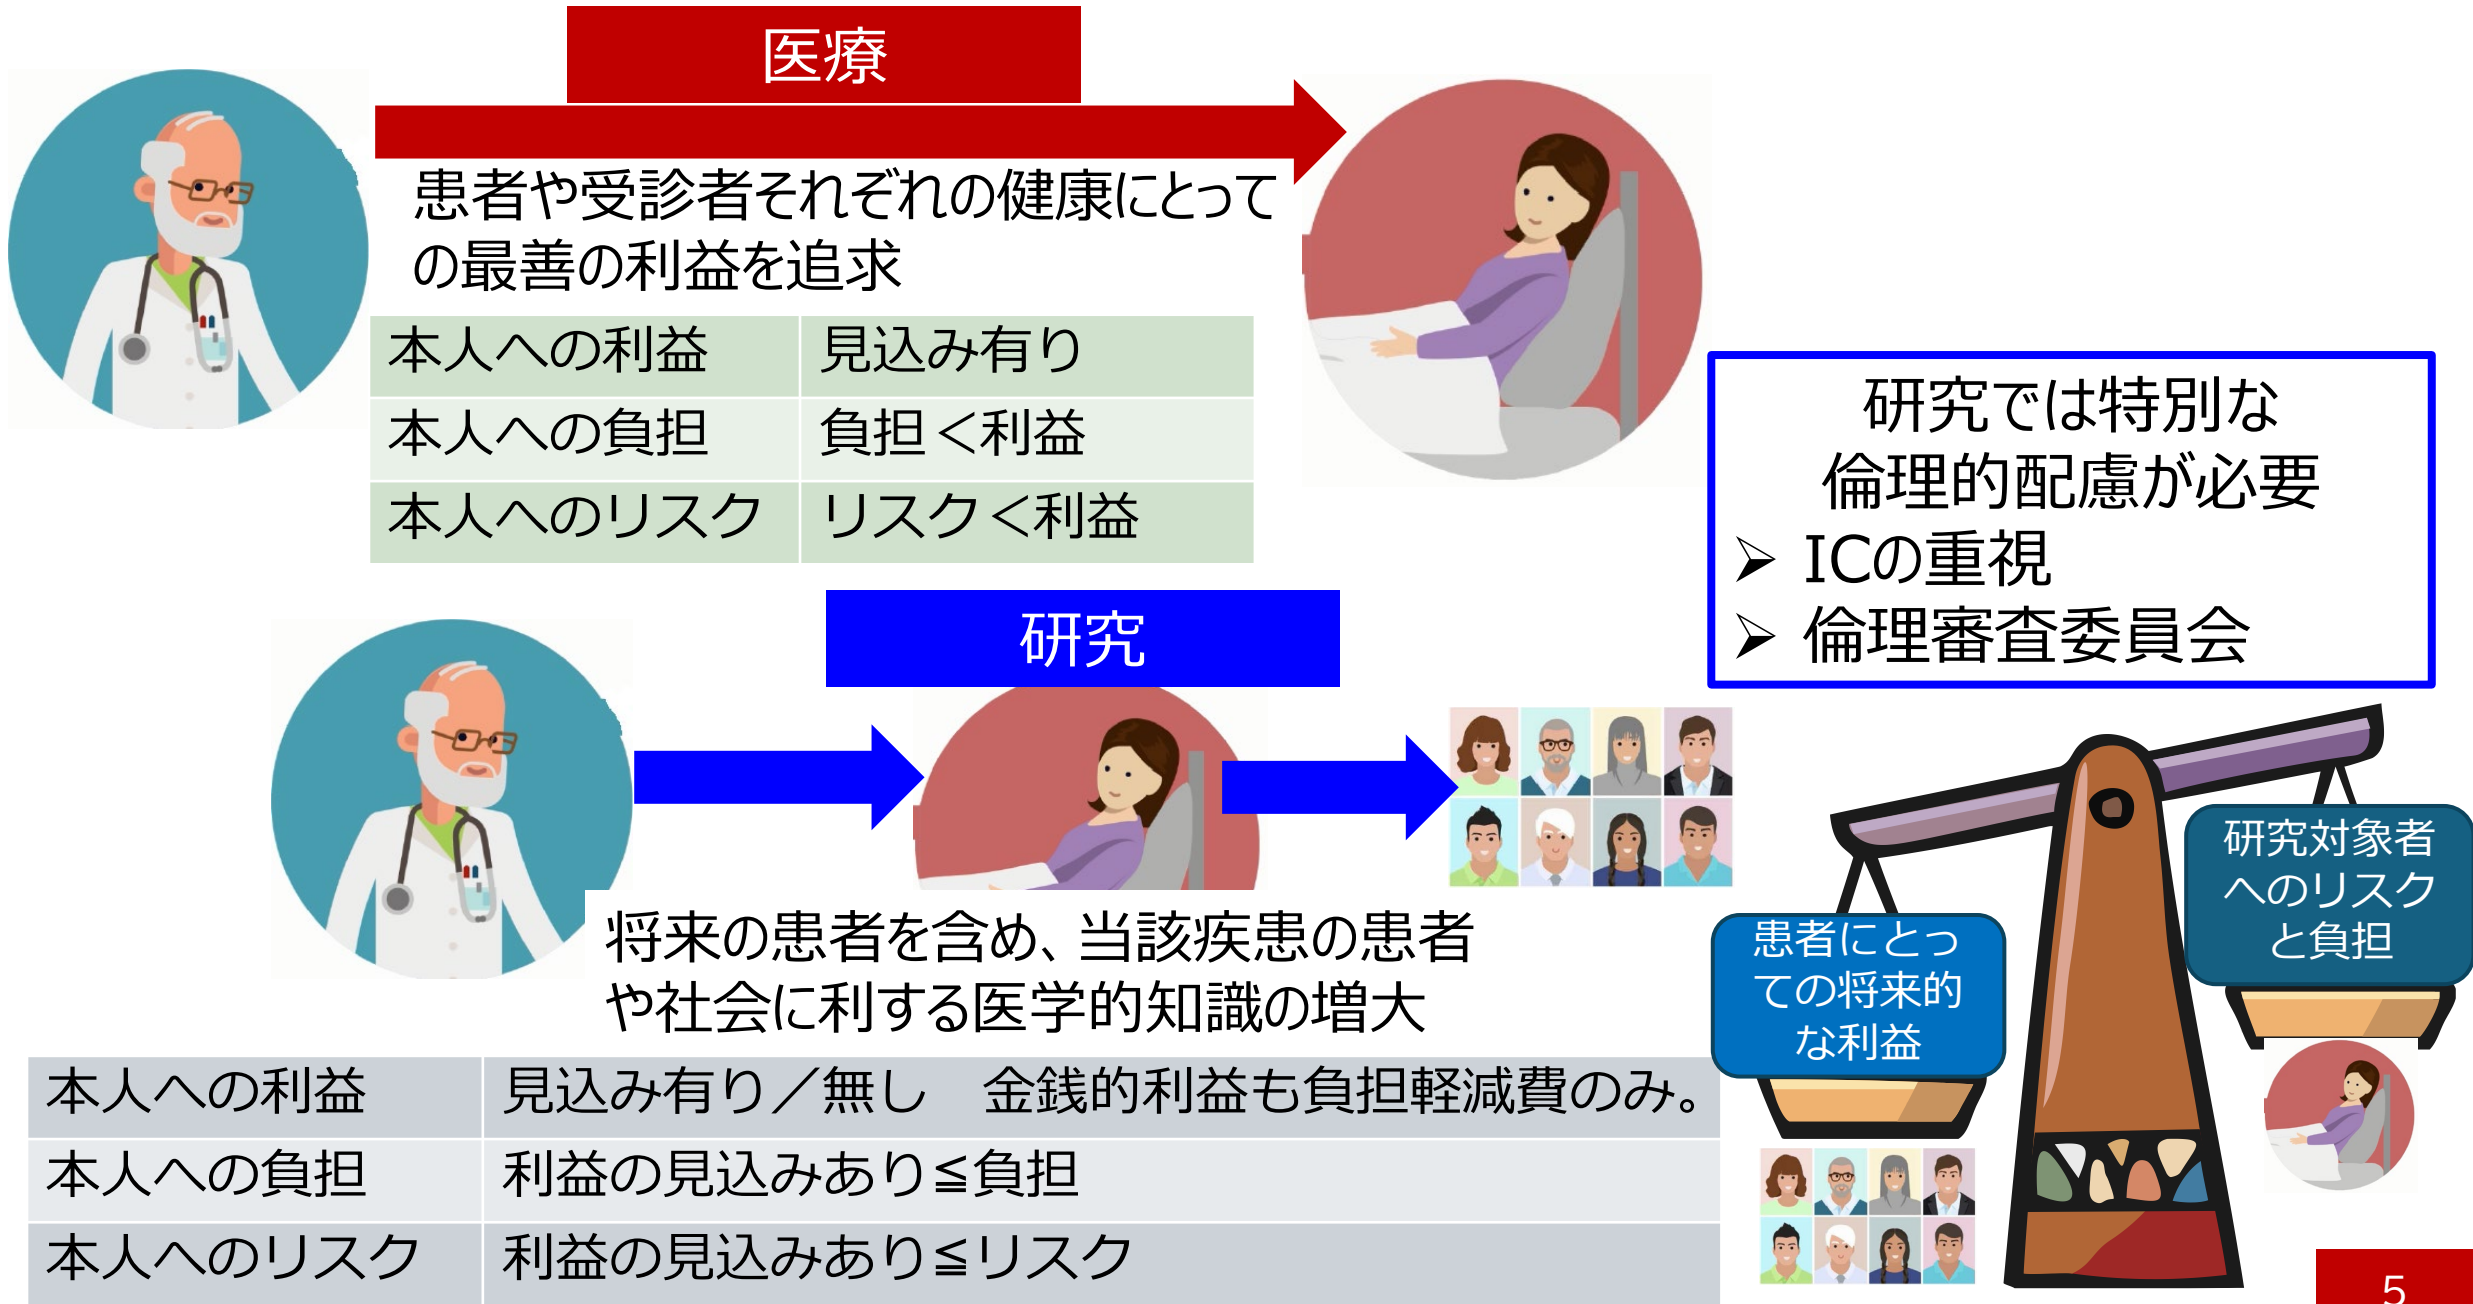 医療
患者や受診者それぞれの健康にとって
の最善の利益を追求
本人への利益 見込み有り
本人への負担 負担＜利益
本人へのリスク リスク＜利益
研究では特別な
倫理的配慮が必要
➢ ICの重視
➢ 倫理審査委員会
研究
将来の患者を含め、当該疾患の患者
や社会に利する医学的知識の増大
本人への利益 見込み有り／無し　金銭的利益も負担軽減費のみ。
本人への負担 利益の見込みあり≦負担
本人へのリスク 利益の見込みあり≦リスク
患者にとっ
ての将来的
な利益
研究対象者
へのリスク
と負担
5